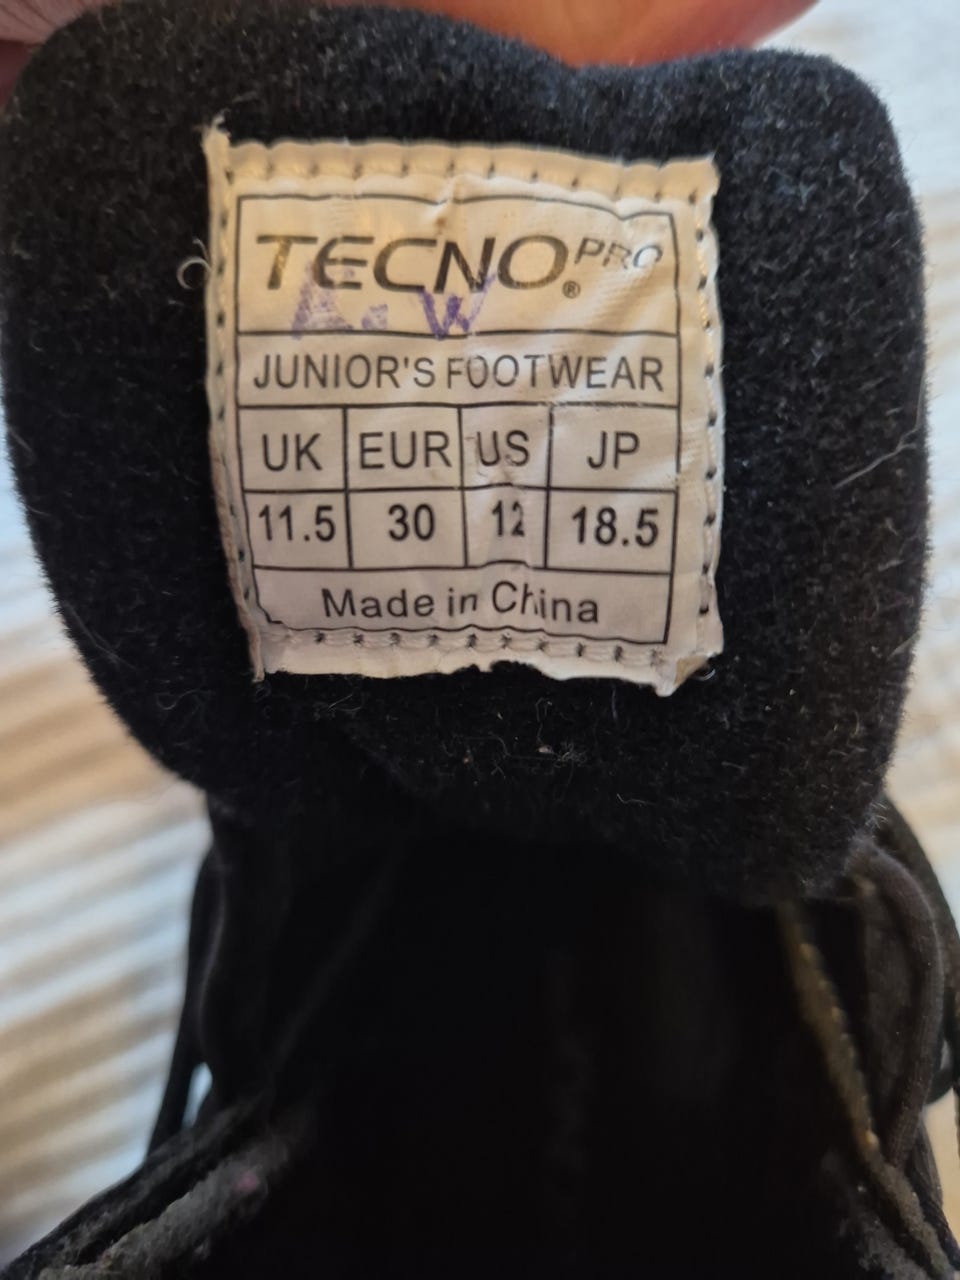 TECNO PRO®
A. W
JUNIOR'S FOOTWEAR
UK EUR US JP
11.5 30 12 18.5
Made in China